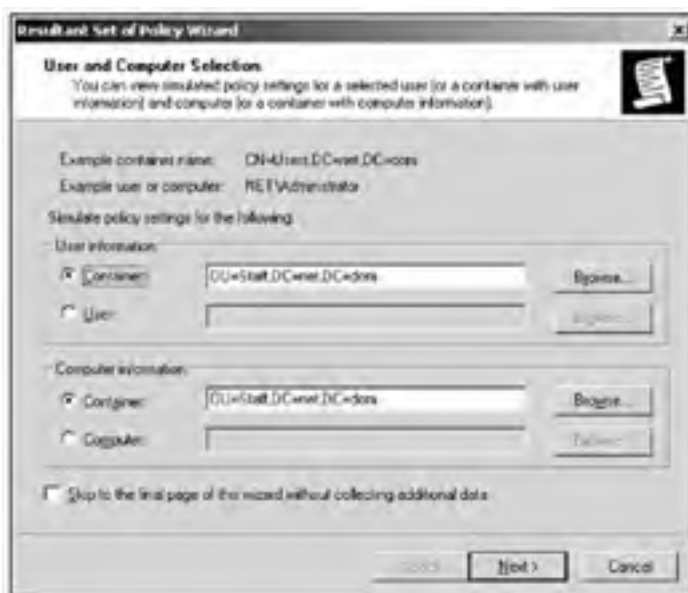 Resultant Set of Policy Wizard
User and Computer Selection
You can view simulated policy settings for a selected user (or a container with user
information) and computer (or a container with computer information).
Example container name: CN=Users,DC=net,DC=dom
Example user or computer: NET\Administrator
Simulate policy settings for the following:
User information
Container: OU=Staff,DC=net,DC=dom Browse...
User:
Computer information
Container: OU=Staff,DC=net,DC=dom Browse...
Computer:
Skip to the final page of this wizard without collecting additional data
Next > Cancel